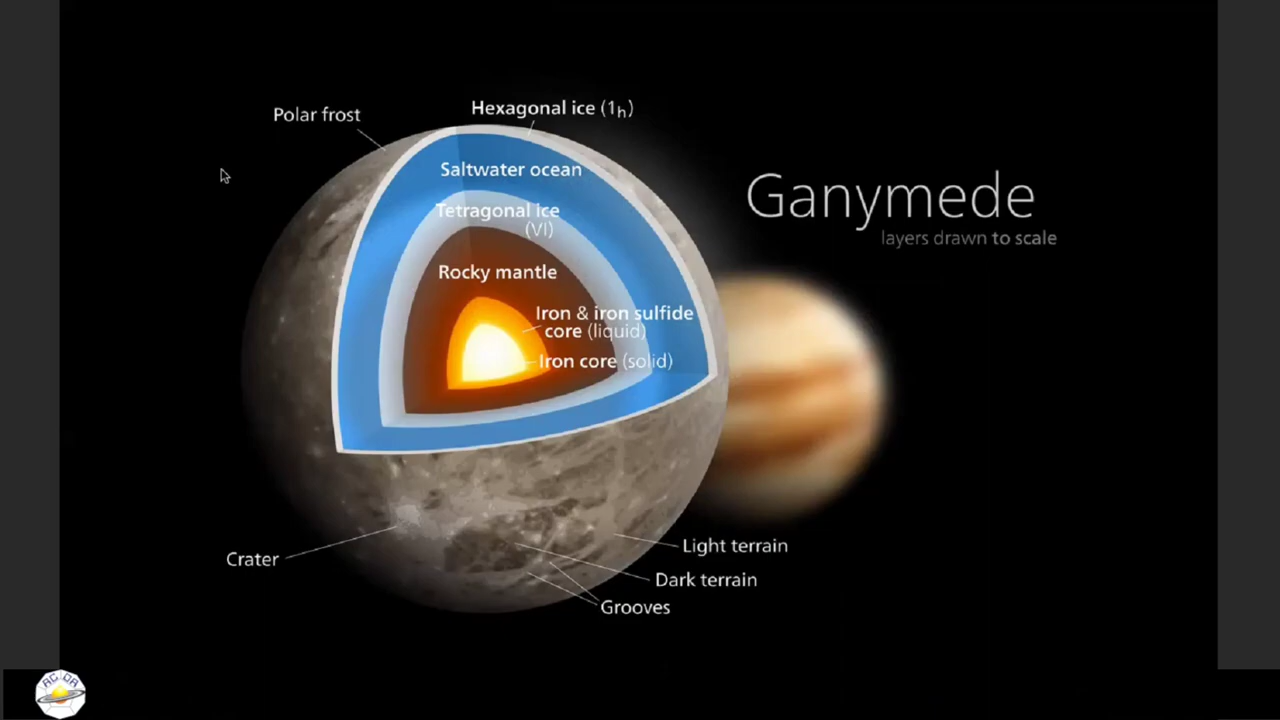 Polar frost
Hexagonal ice (1h)
Saltwater ocean
Tetragonal ice
(VI)
Rocky mantle
Iron & iron sulfide
core (liquid)
Iron core (solid)
Ganymede
layers drawn to scale
Crater
Light terrain
Dark terrain
Grooves